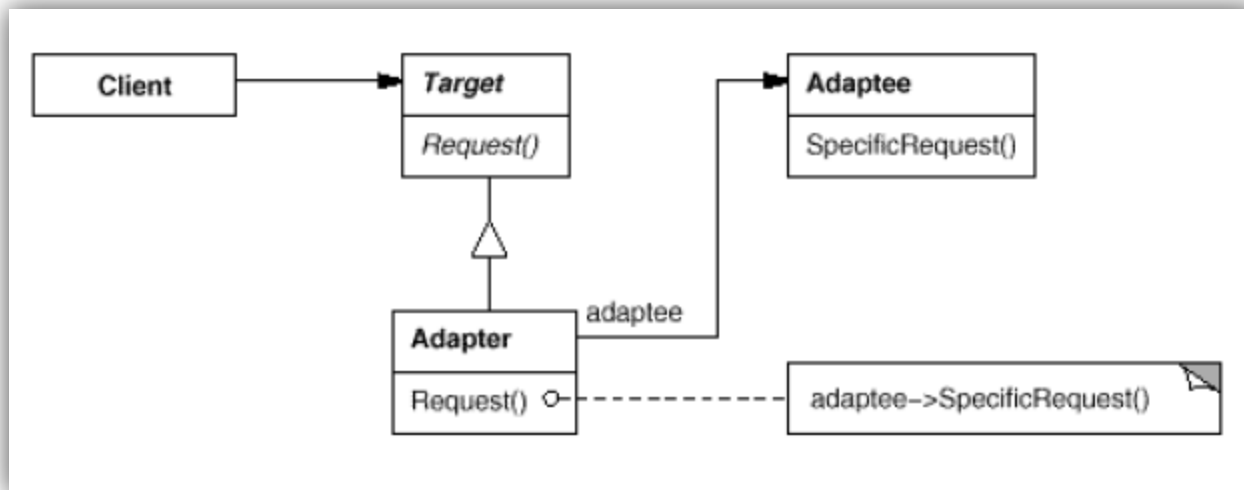 Client
Target
Request()
Adaptee
SpecificRequest()
adaptee
Adapter
Request()
adaptee->SpecificRequest()